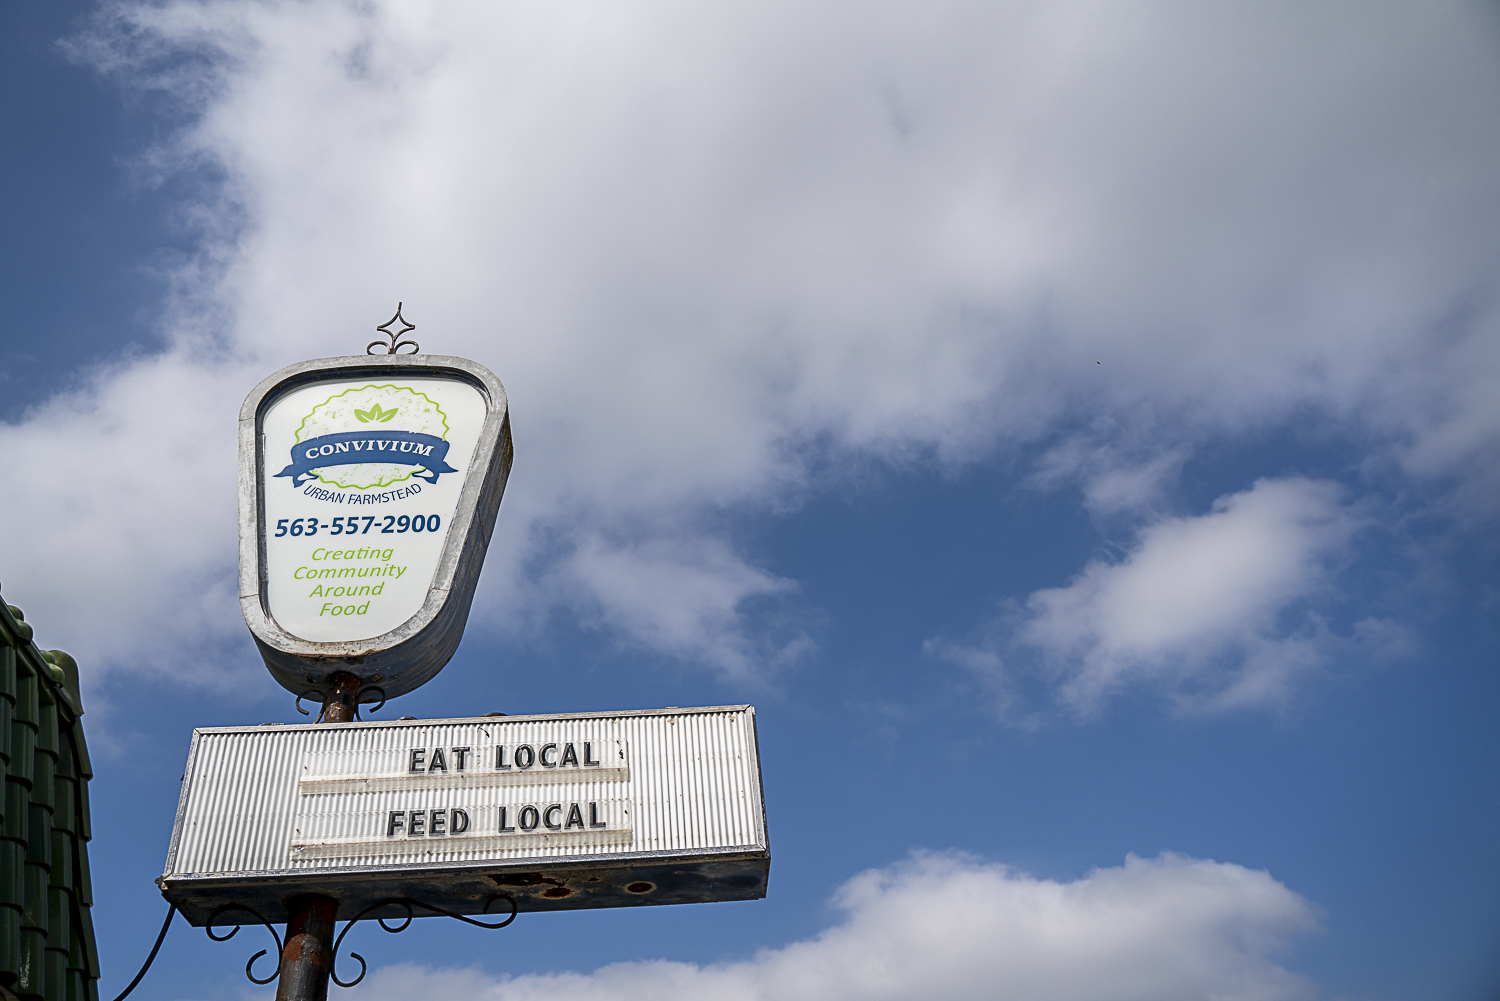 CONVIVIUM
URBAN FARMSTEAD
563-557-2900
Creating
Community
Around
Food
EAT LOCAL
FEED LOCAL